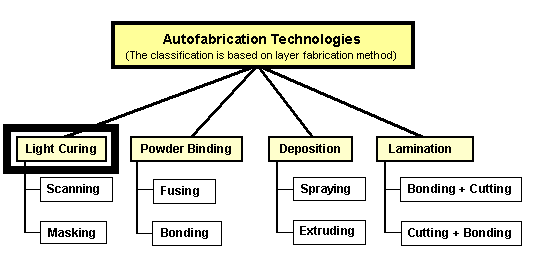 Autofabrication Technologies
(The classification is based on layer fabrication method)
Light Curing
Powder Binding
Deposition
Lamination
Scanning
Fusing
Spraying
Bonding + Cutting
Masking
Bonding
Extruding
Cutting + Bonding